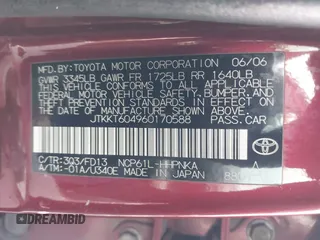 MFD. BY: TOYOTA MOTOR CORPORATION 06/06
GVWR 3345LB GAWR FR 1725LB RR 1640LB
THIS VEHICLE CONFORMS TO ALL APPLICABLE
FEDERAL MOTOR VEHICLE SAFETY, BUMPER, AND
THEFT PREVENTION STANDARDS IN EFFECT ON THE DATE OF
MANUFACTURE SHOWN ABOVE.
JTKKT604960170588 PASS.CAR
C/TR: 3Q3/FD13 NCP61L-HHPNKA
A/TM: -01A/U340E MADE IN JAPAN
TOYOTA
AUTOBIDMASTER